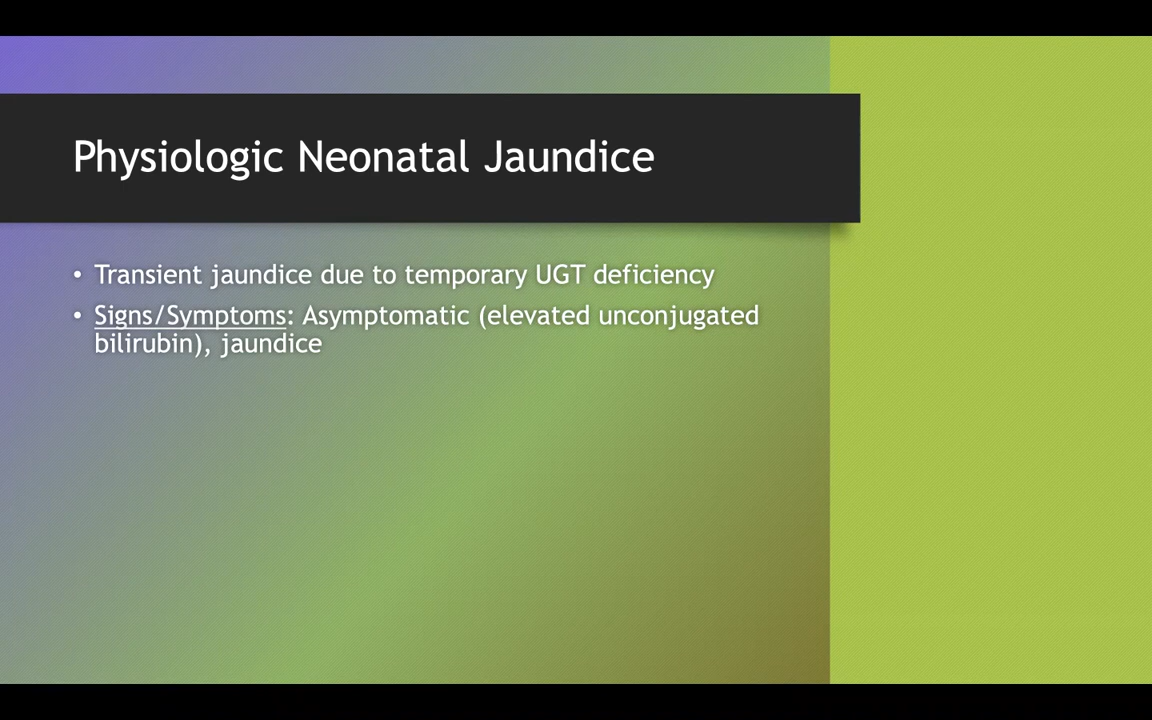 Physiologic Neonatal Jaundice
• Transient jaundice due to temporary UGT deficiency
• Signs/Symptoms: Asymptomatic (elevated unconjugated
bilirubin), jaundice